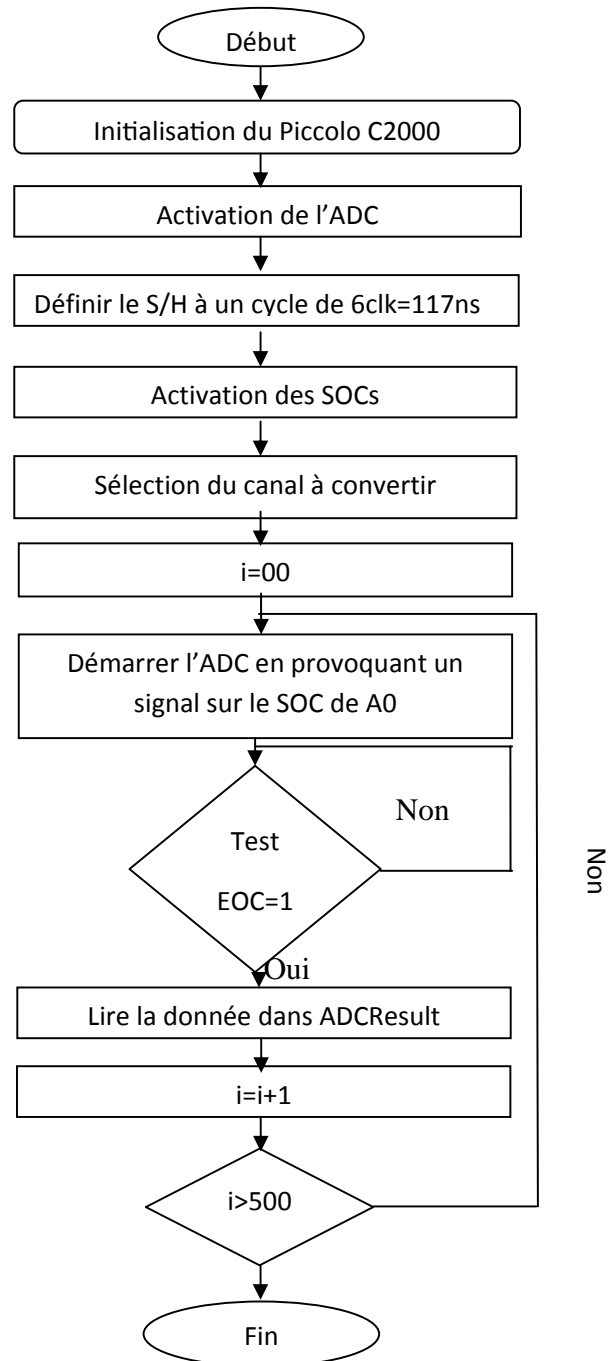 Début
Initialisation du Piccolo C2000
Activation de l'ADC
Définir le S/H à un cycle de 6clk=117ns
Activation des SOCs
Sélection du canal à convertir
i=00
Démarrer l'ADC en provoquant un
signal sur le SOC de A0
Non
Test
EOC=1
Non
Oui
Lire la donnée dans ADCResult
i=i+1
i>500
Fin